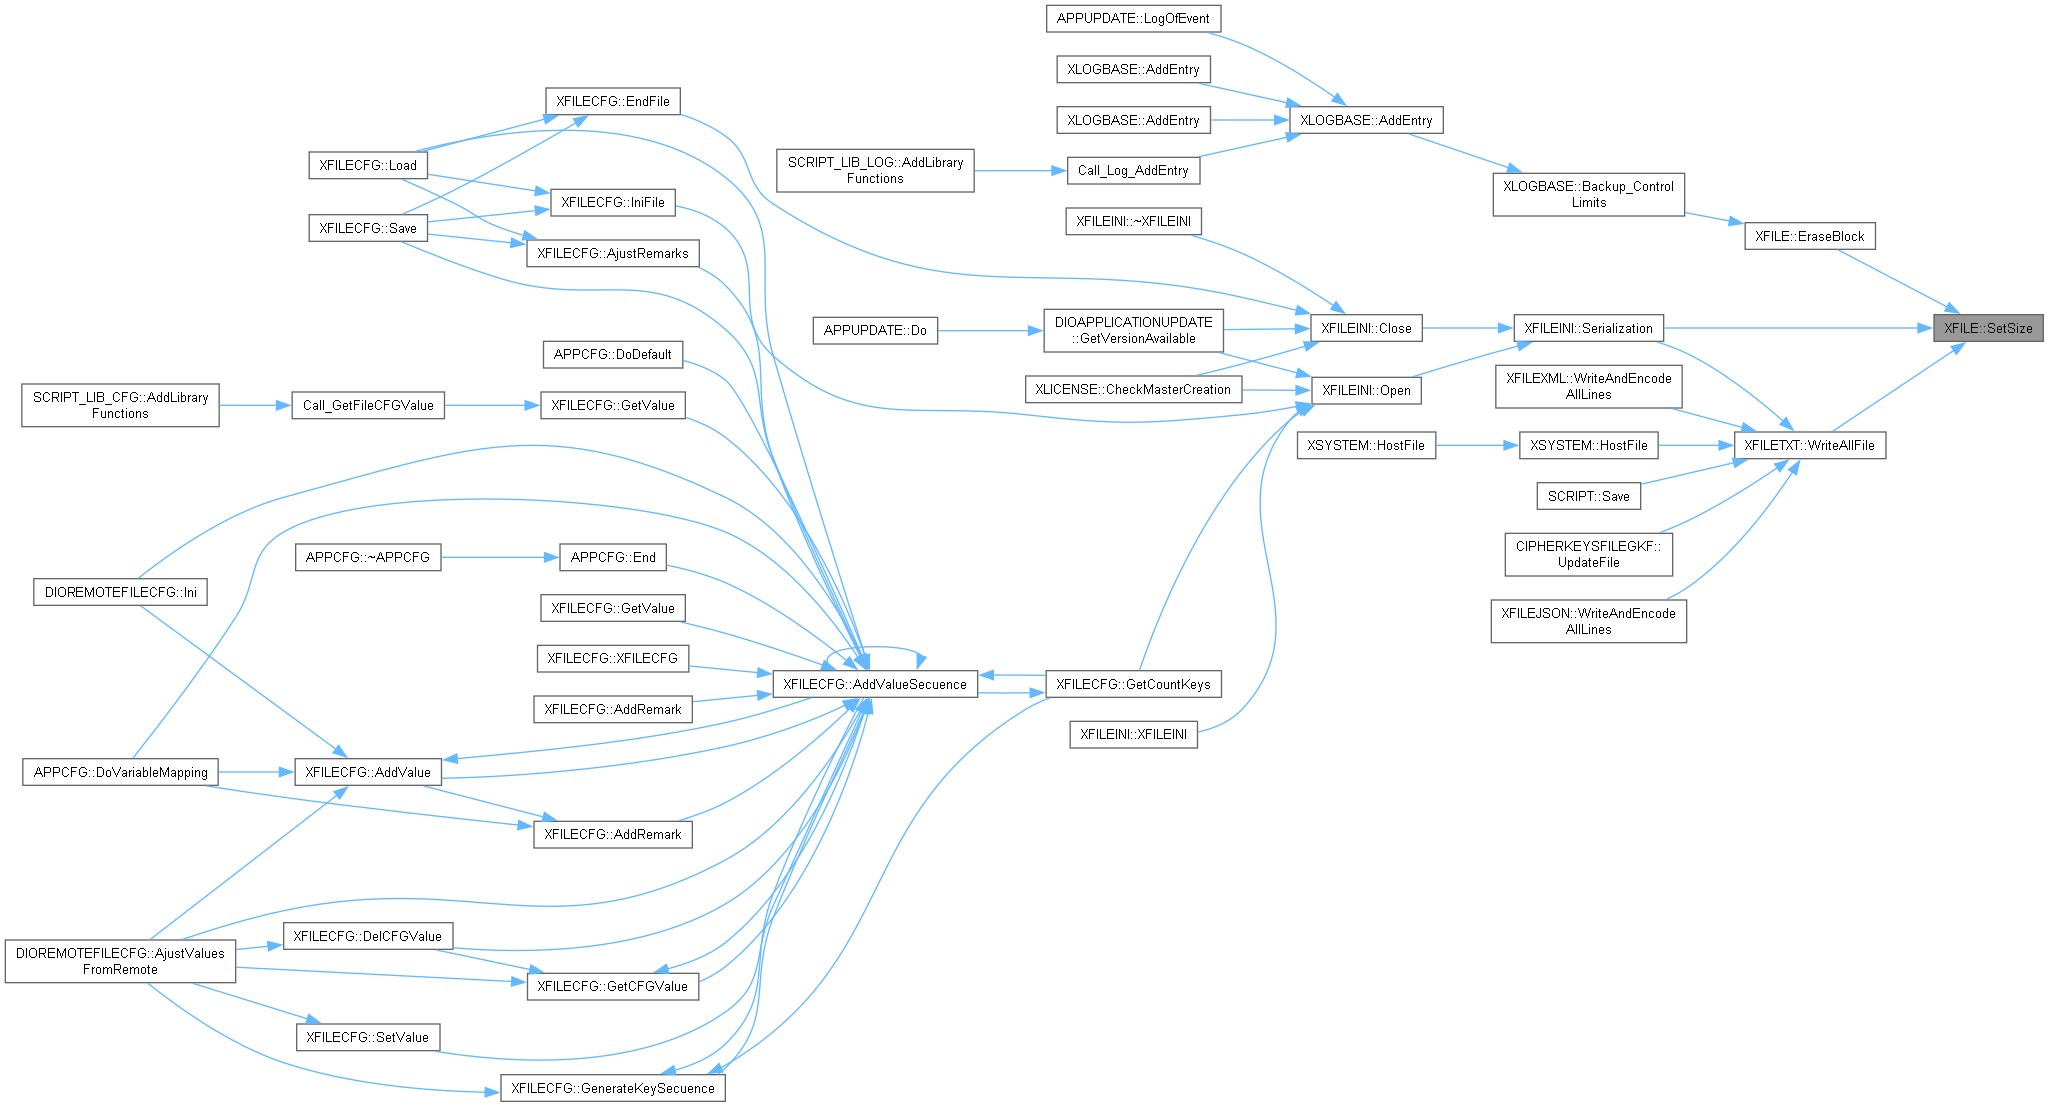 APPUPDATE::LogOfEvent
XLOGBASE::AddEntry
XFILECFG::EndFile
XLOGBASE::AddEntry
XLOGBASE::AddEntry
SCRIPT_LIB_LOG::AddLibrary
Functions
XFILECFG::Load
Call_Log_AddEntry
XLOGBASE::Backup_Control
Limits
XFILECFG::IniFile
XFILEINI::~XFILEINI
XFILECFG::Save
XFILE::EraseBlock
XFILECFG::AjustRemarks
APPUPDATE::Do
DIOAPPLICATIONUPDATE
::GetVersionAvailable
XFILEINI::Close
XFILEINI::Serialization
XFILE::SetSize
APPCFG::DoDefault
XLICENSE::CheckMasterCreation
XFILEINI::Open
XFILEXML::WriteAndEncode
AllLines
SCRIPT_LIB_CFG::AddLibrary
Functions
Call_GetFileCFGValue
XFILECFG::GetValue
XSYSTEM::HostFile
XSYSTEM::HostFile
XFILETXT::WriteAllFile
SCRIPT::Save
APPCFG::~APPCFG
APPCFG::End
CIPHERKEYSFILEGKF::
UpdateFile
DIOREMOTEFILECFG::Ini
XFILECFG::GetValue
XFILEJSON::WriteAndEncode
AllLines
XFILECFG::XFILECFG
XFILECFG::AddValueSecuence
XFILECFG::GetCountKeys
XFILECFG::AddRemark
XFILEINI::XFILEINI
APPCFG::DoVariableMapping
XFILECFG::AddValue
XFILECFG::AddRemark
XFILECFG::DelCFGValue
DIOREMOTEFILECFG::AjustValues
FromRemote
XFILECFG::GetCFGValue
XFILECFG::SetValue
XFILECFG::GenerateKeySecuence